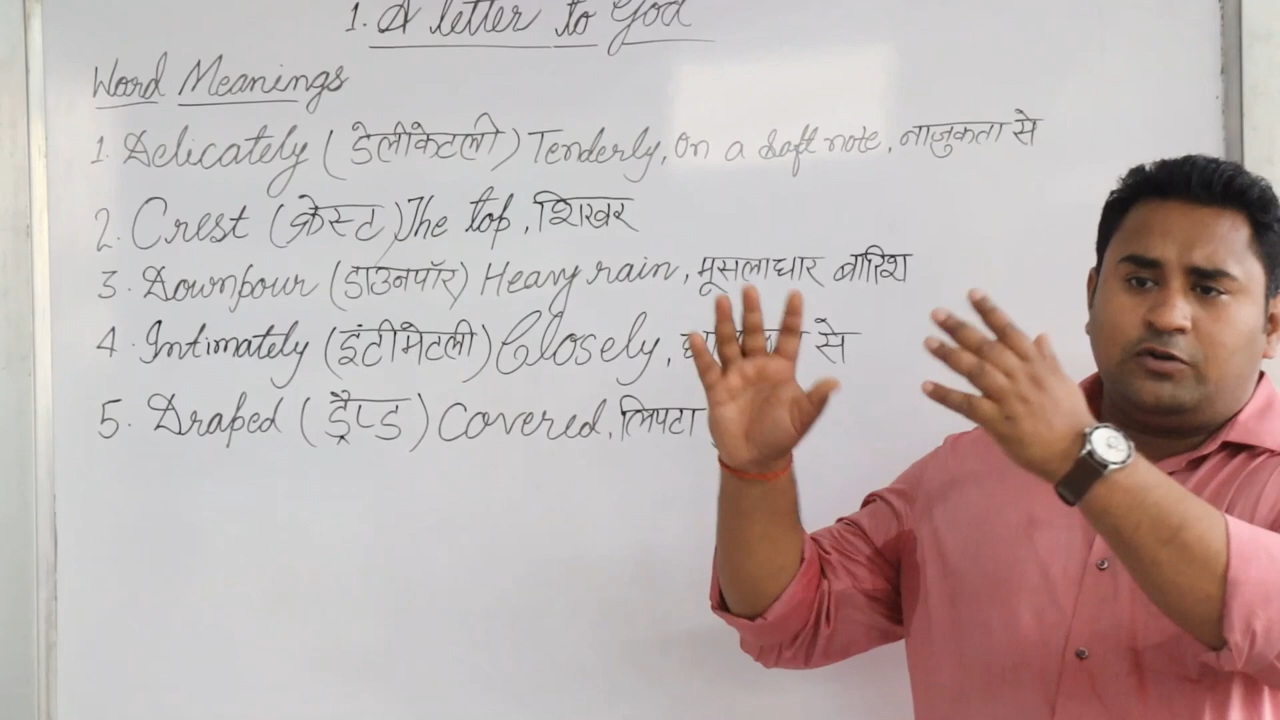 1. A letter to God
Word Meanings
1. Delicately (डेलीकेटली) Tenderly, On a soft note, नाजुकता से
2. Crest (क्रेस्ट) The top, शिखर
3. Downpour (डाउनपॉर) Heavy rain, मूसलाधार बारिश
4. Intimately (इंटीमेटली) Closely, से
5. Draped (ड्रैप्ड) Covered, लिपटा